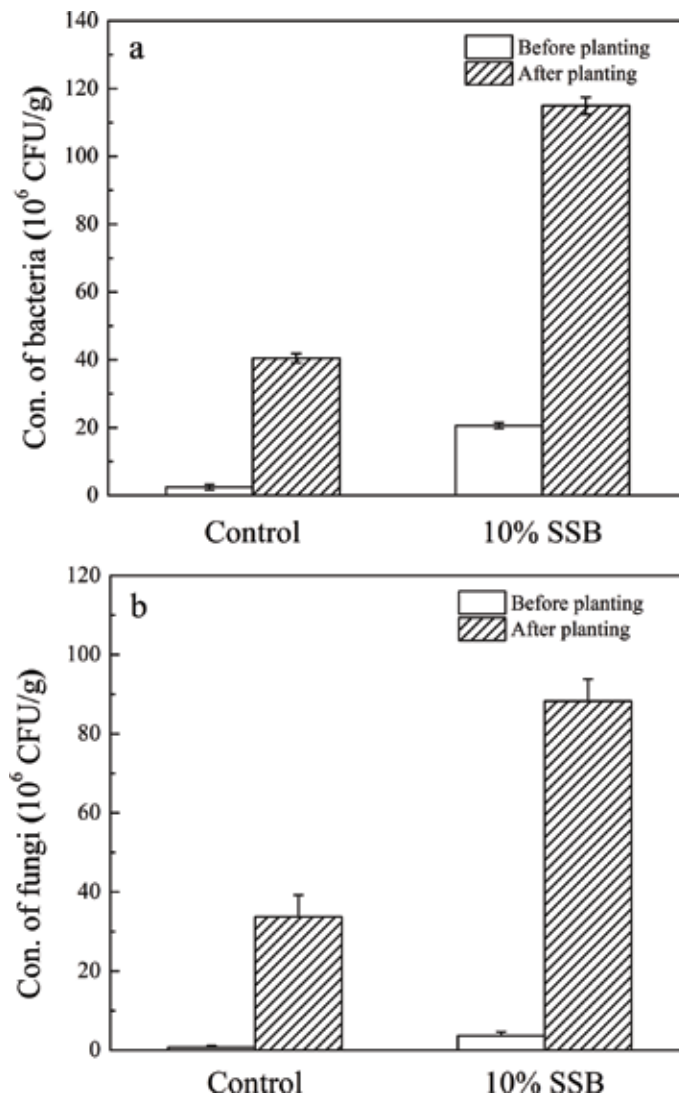 a
Before planting
After planting
Con. of bacteria (10⁶ CFU/g)
140
120
100
80
60
40
20
0
Control 10% SSB
b
Before planting
After planting
Con. of fungi (10⁶ CFU/g)
120
100
80
60
40
20
0
Control 10% SSB